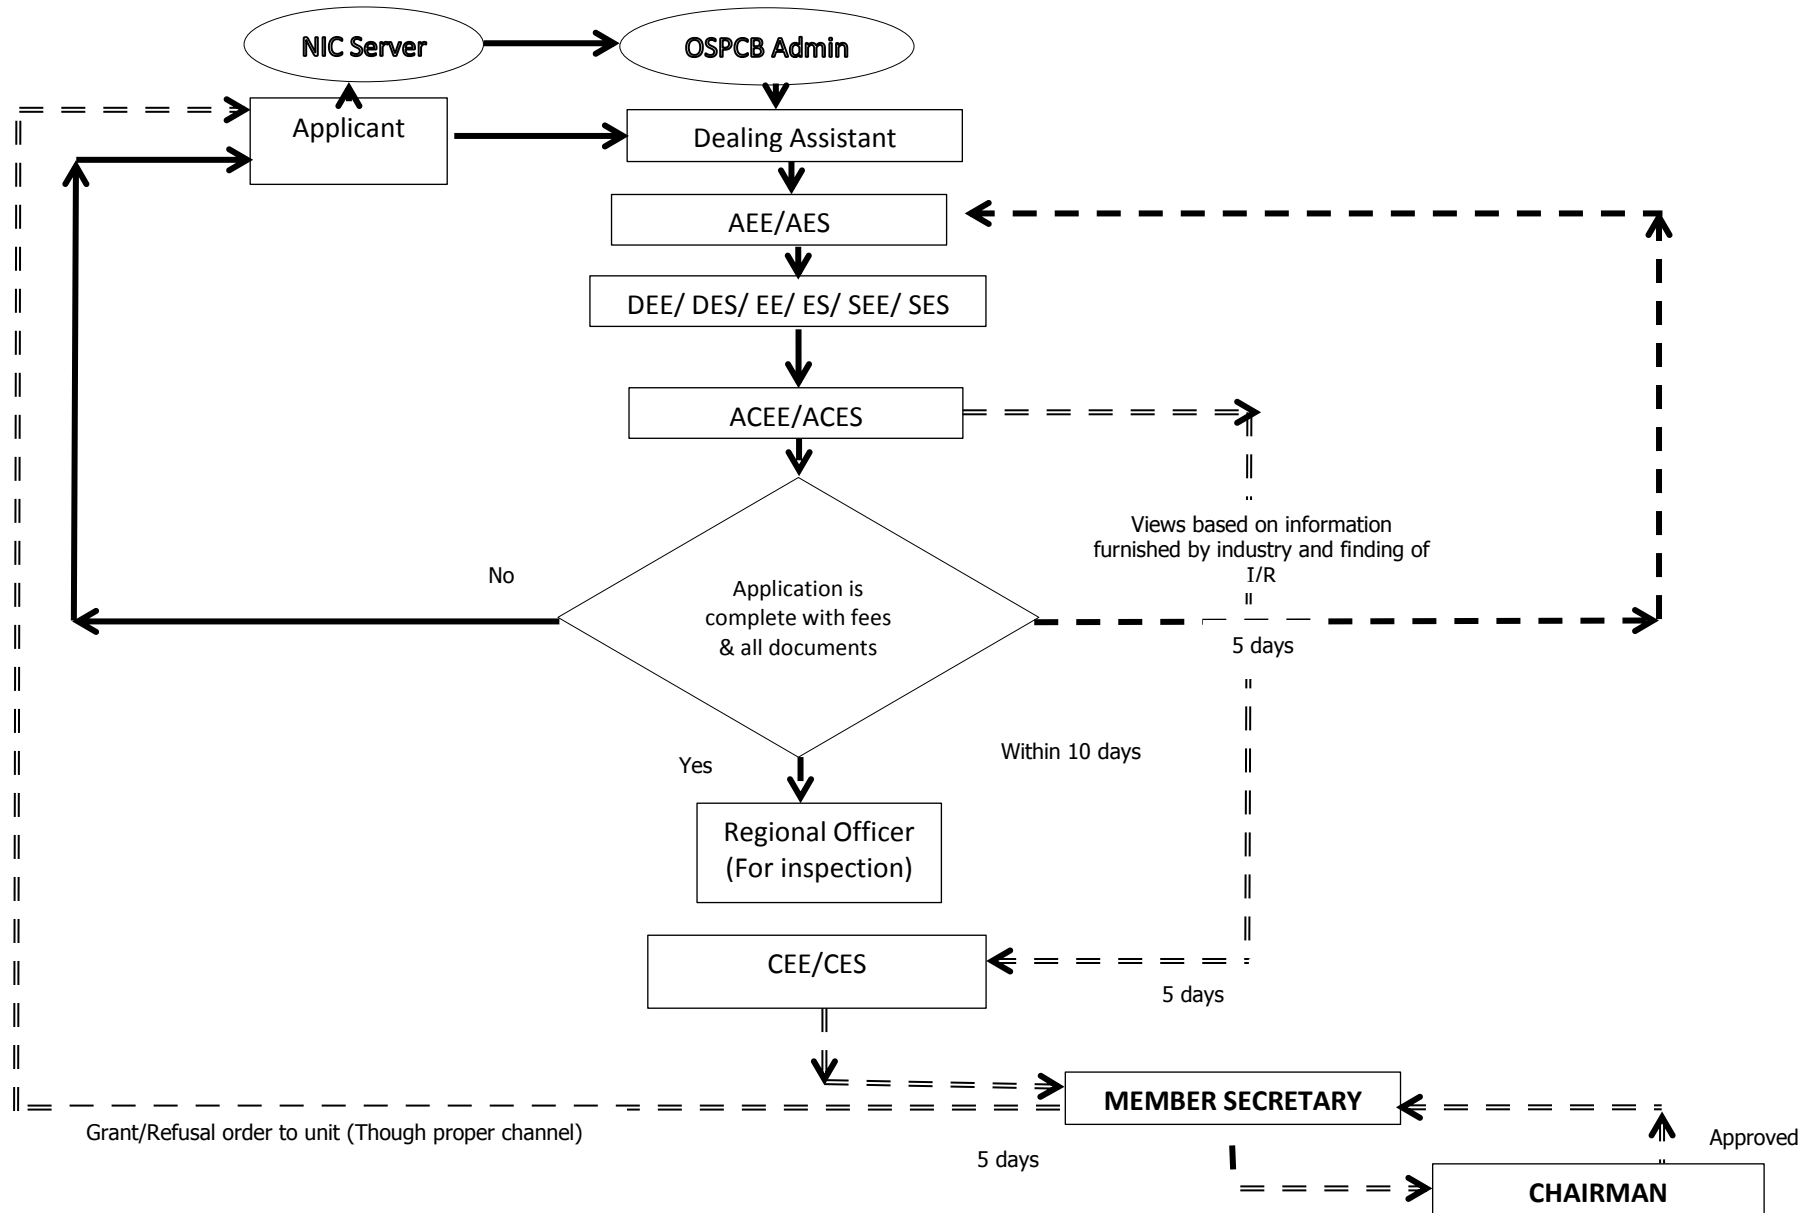 NIC Server
OSPCB Admin
Applicant
Dealing Assistant
AEE/AES
DEE/ DES/ EE/ ES/ SEE/ SES
ACEE/ACES
Views based on information
furnished by industry and finding of
I/R
No
Application is
complete with fees
& all documents
5 days
Within 10 days
Yes
Regional Officer
(For inspection)
CEE/CES
5 days
MEMBER SECRETARY
Grant/Refusal order to unit (Though proper channel)
Approved
5 days
CHAIRMAN